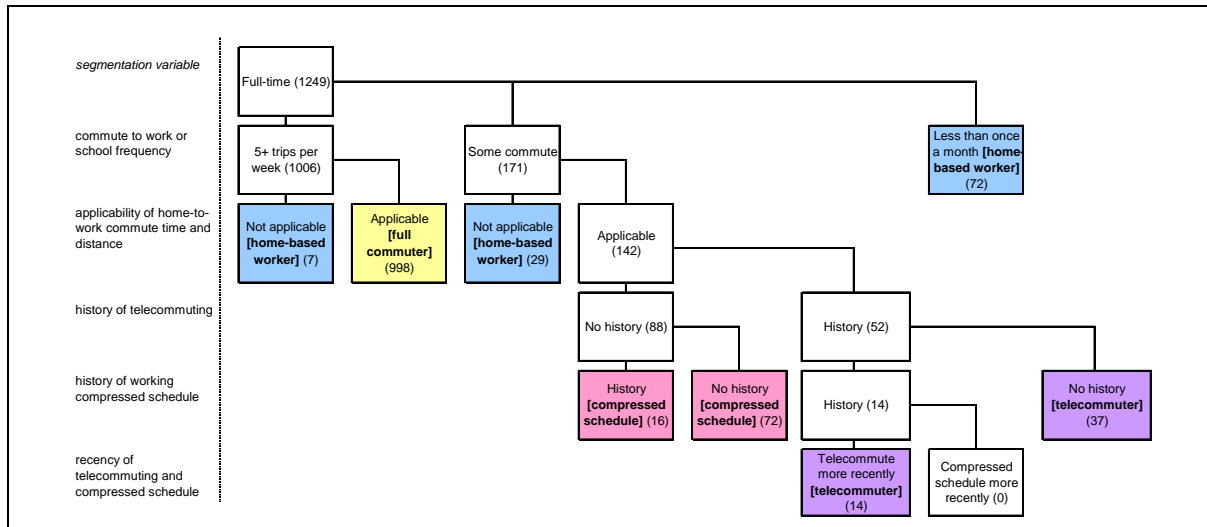 segmentation variable
Full-time (1249)
commute to work or
school frequency
5+ trips per
week (1006)
Some commute
(171)
Less than once
a month [home-
based worker]
(72)
applicability of home-to-
work commute time and
distance
Not applicable
[home-based
worker] (7)
Applicable
[full
commuter]
(998)
Not applicable
[home-based
worker] (29)
Applicable
(142)
history of telecommuting
No history (88)
History (52)
history of working
compressed schedule
History
[compressed
schedule] (16)
No history
[compressed
schedule] (72)
History (14)
No history
[telecommuter]
(37)
recency of
telecommuting and
compressed schedule
Telecommute
more recently
[telecommuter]
(14)
Compressed
schedule more
recently (0)